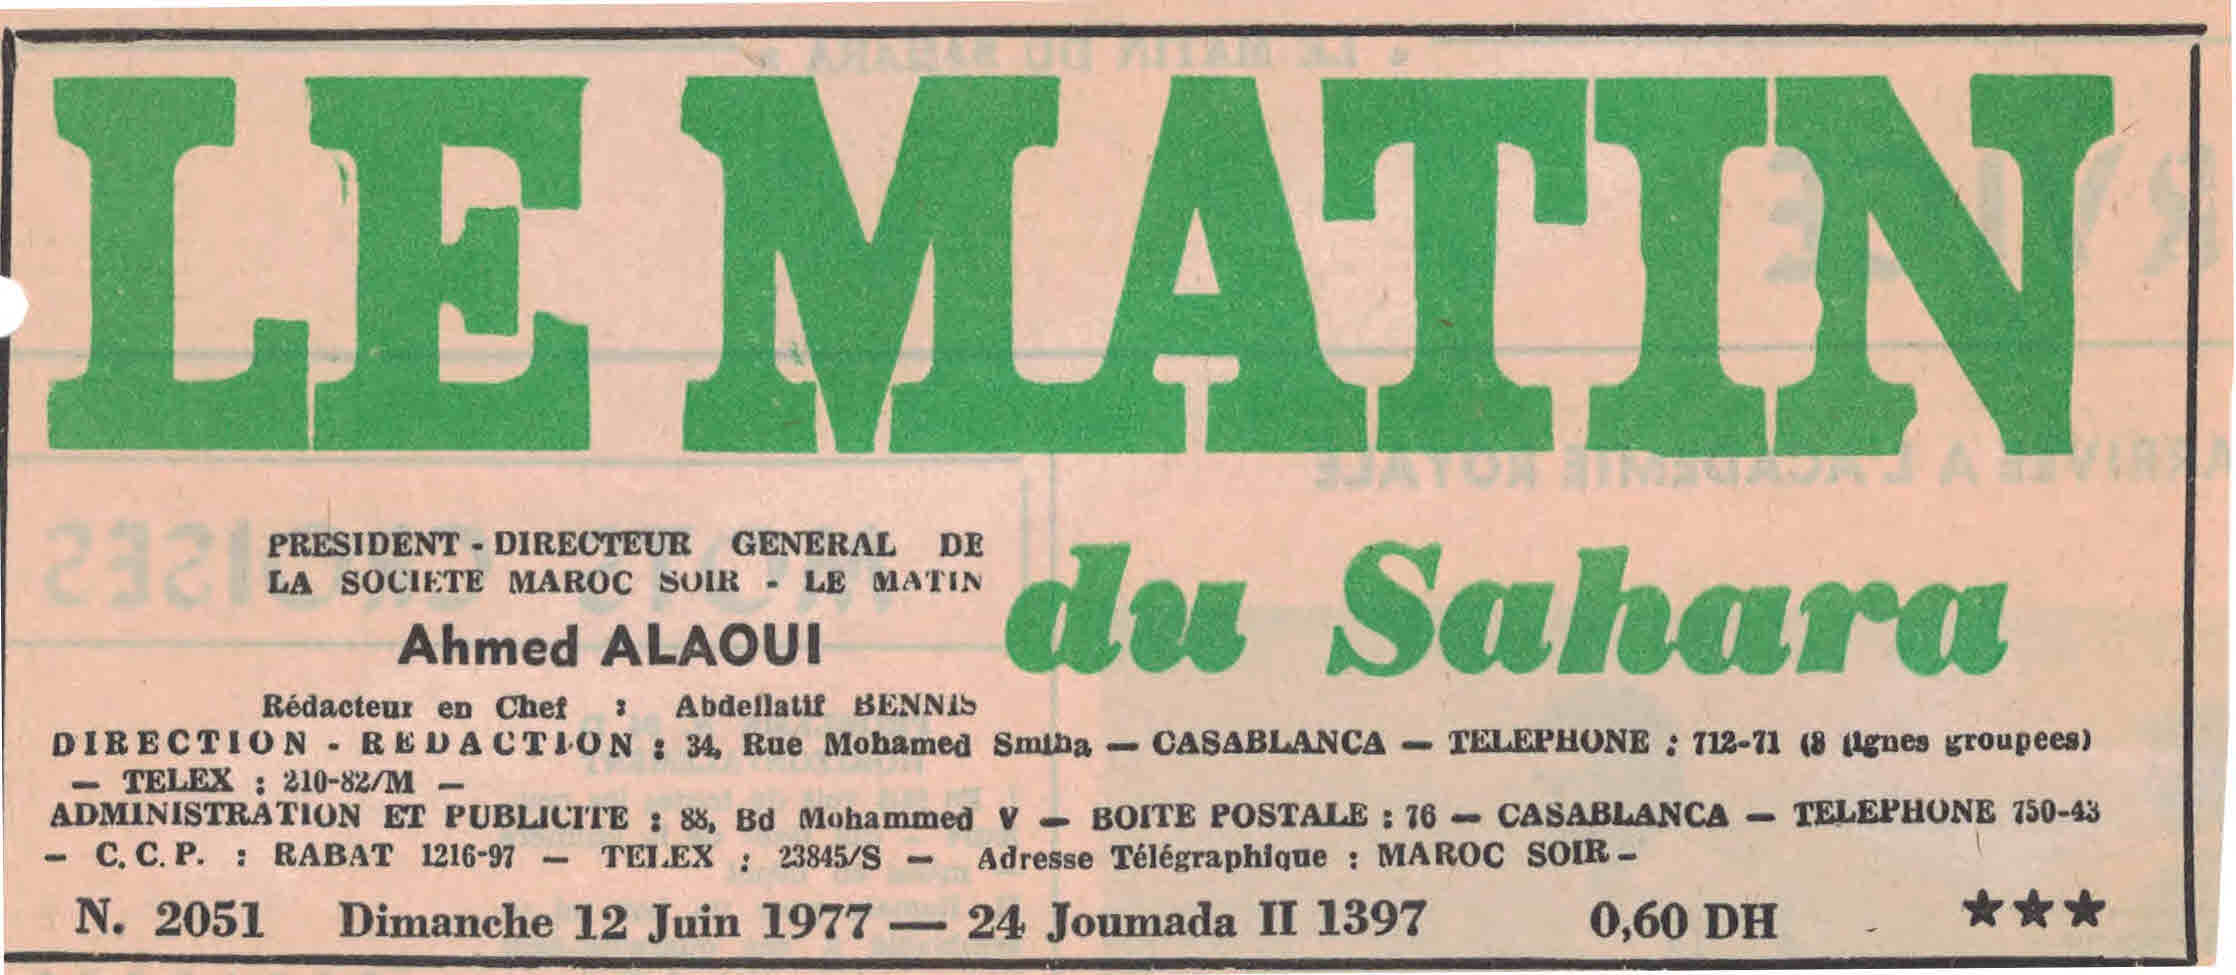 LE MATIN
du Sahara
PRESIDENT - DIRECTEUR GENERAL DE
LA SOCIETE MAROC SOIR - LE MATIN
Ahmed ALAOUI
Rédacteur en Chef : Abdellatif BENNIS
DIRECTION - REDACTION : 34, Rue Mohamed Smiha — CASABLANCA — TELEPHONE : 712-71 (8 lignes groupees)
— TELEX : 210-82/M —
ADMINISTRATION ET PUBLICITE : 88, Bd Mohammed V — BOITE POSTALE : 76 — CASABLANCA — TELEPHONE 750-43
— C.C.P. : RABAT 1216-97 — TELEX : 23845/S — Adresse Télégraphique : MAROC SOIR -
N. 2051 Dimanche 12 Juin 1977 — 24 Joumada II 1397 0,60 DH ★★★